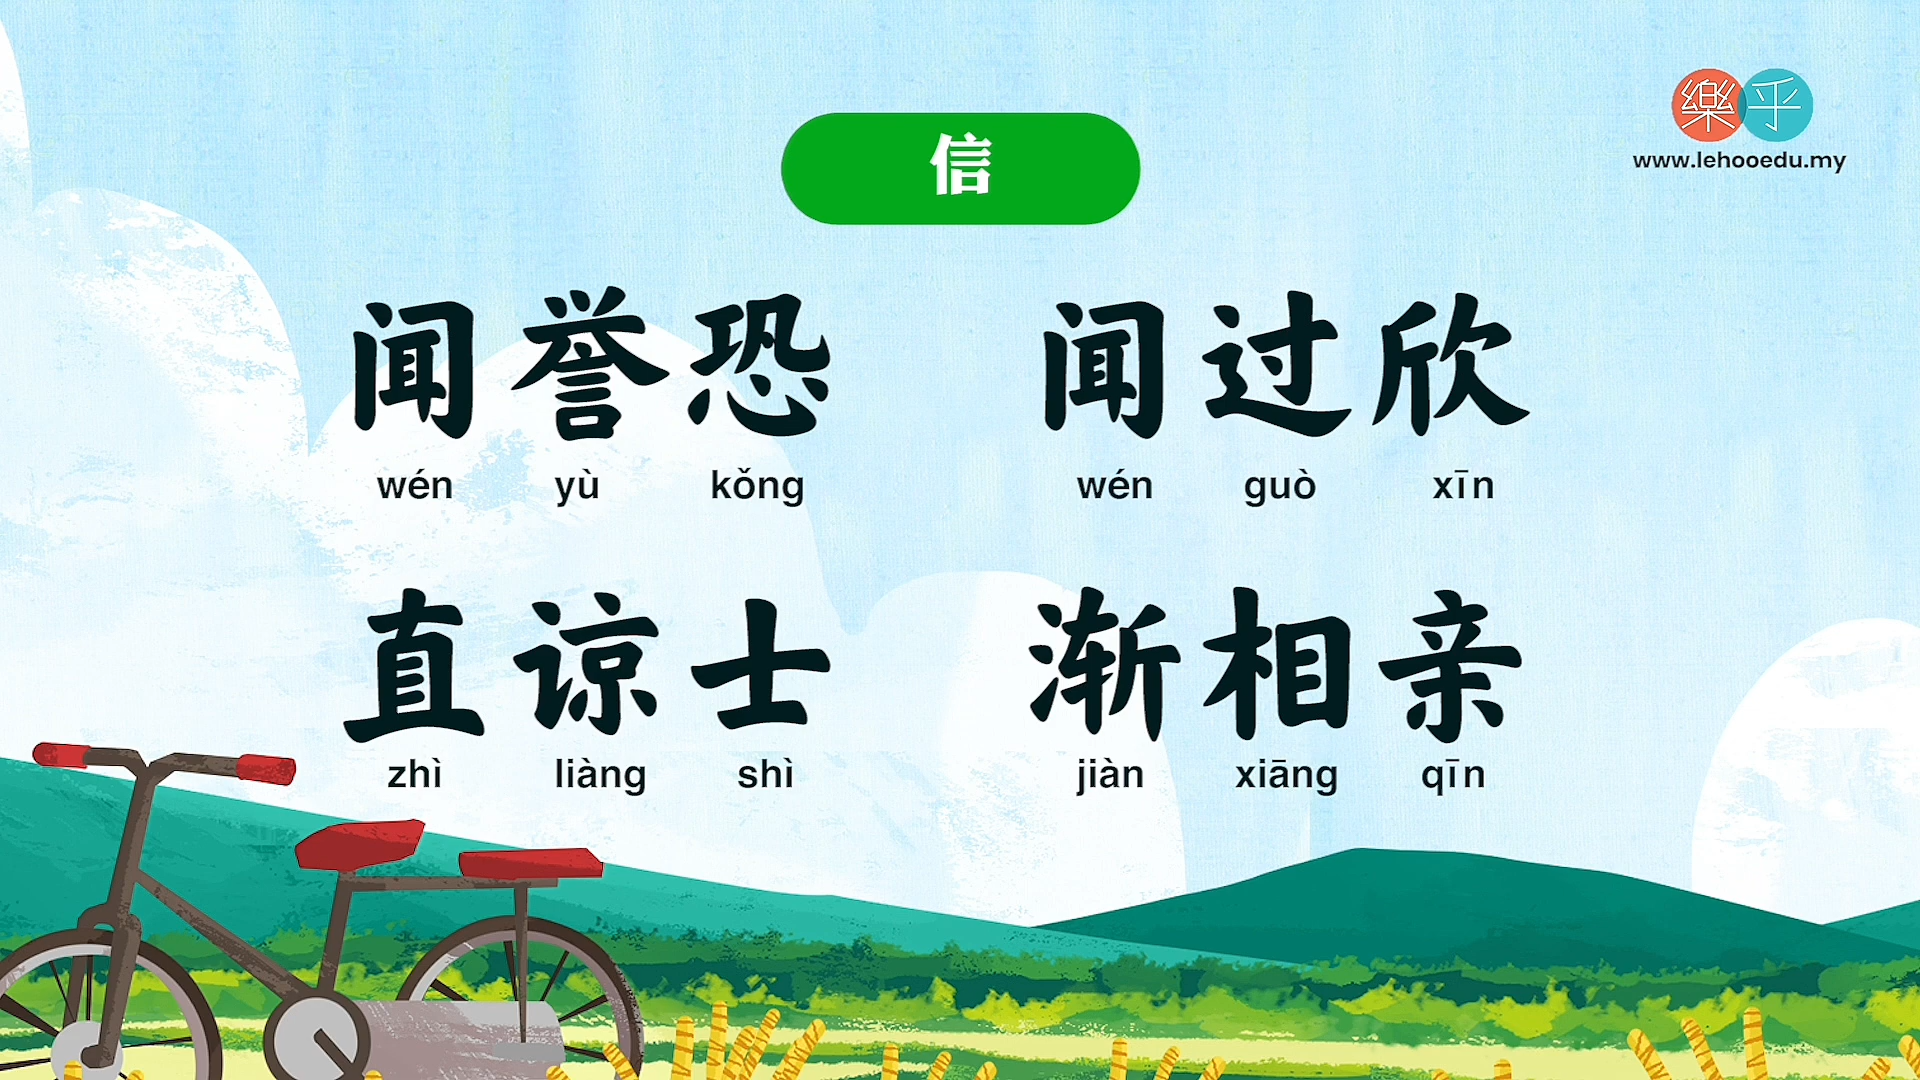 樂乎
www.lehooedu.my
信
闻誉恐 闻过欣
wén yù kǒng wén guò xīn
直谅士 渐相亲
zhì liàng shì jiàn xiāng qīn